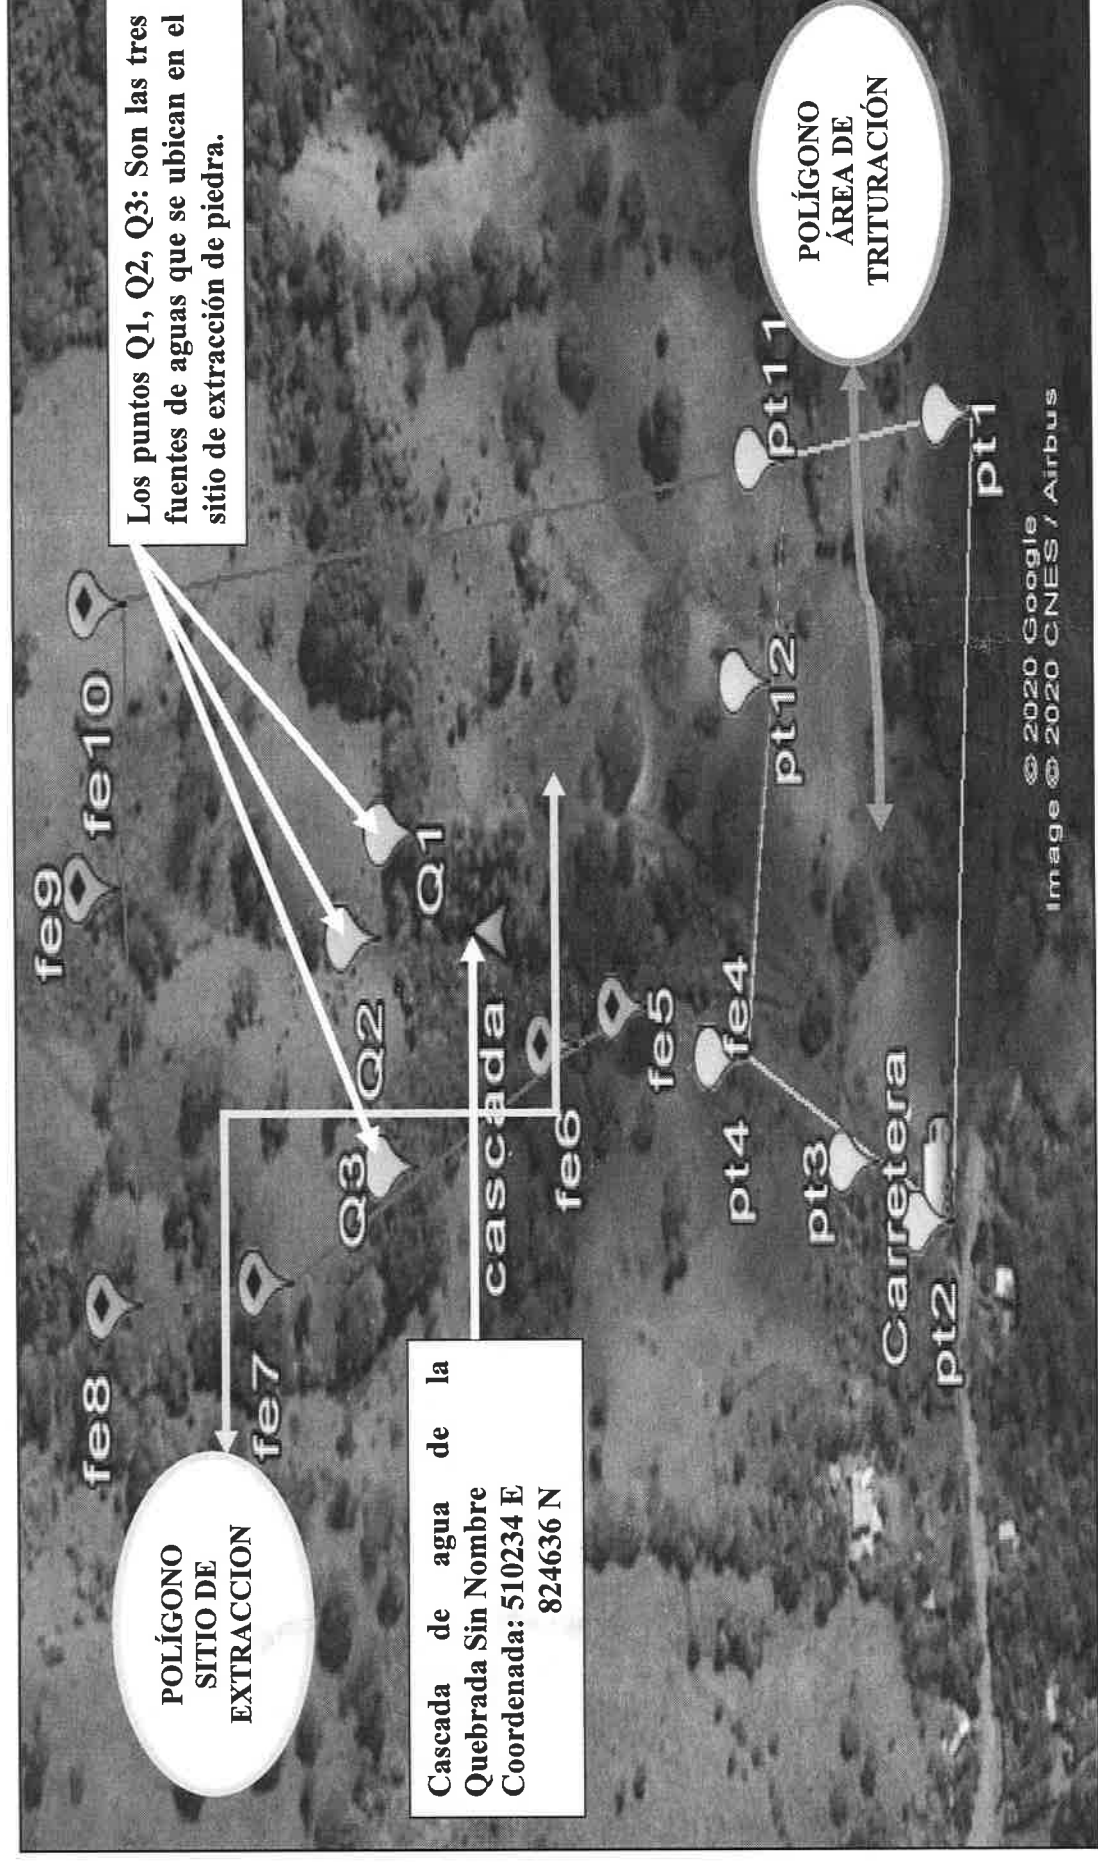 Los puntos Q1, Q2, Q3: Son las tres
fuentes de aguas que se ubican en el
sitio de extracción de piedra.
POLÍGONO
SITIO DE
EXTRACCION
fe8
fe9
fe10
fe7
Q3
Q2
Q1
Cascada de agua de la
Quebrada Sin Nombre
Coordenada: 510234 E
824636 N
cascada
fe6
fe5
pt4
fe4
pt12
pt11
POLÍGONO
ÁREA DE
TRITURACIÓN
pt3
Carretera
pt2
pt1
© 2020 Google
Image © 2020 CNES / Airbus